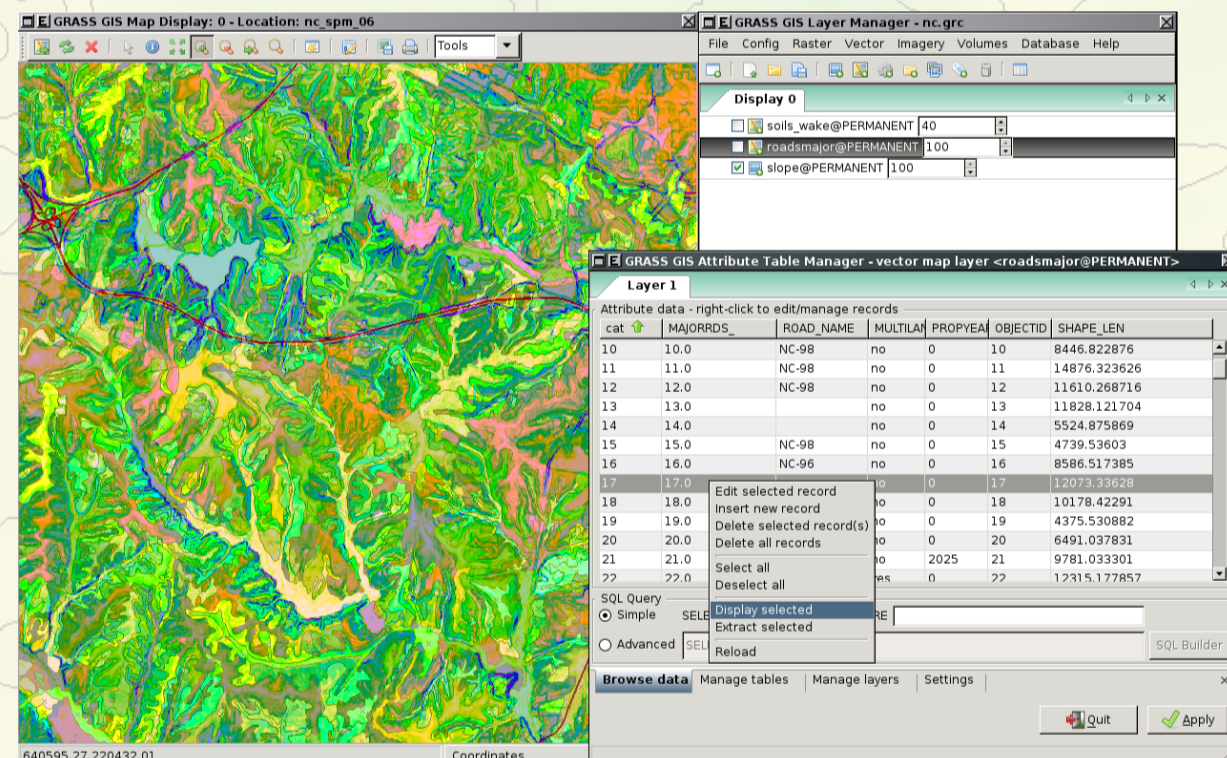 GRASS GIS Map Display: 0 - Location: nc_spm_06
Tools
640595.27,220432.01
Coordinates
GRASS GIS Layer Manager - nc.grc
File Config Raster Vector Imagery Volumes Database Help
Display 0
soils_wake@PERMANENT 40
roadsmajor@PERMANENT 100
slope@PERMANENT 100
GRASS GIS Attribute Table Manager - vector map layer <roadsmajor@PERMANENT>
Layer 1
Attribute data - right-click to edit/manage records
cat MAJORRDS_ ROAD_NAME MULTILAN PROPYEAR OBJECTID SHAPE_LEN
10 10.0 NC-98 no 0 10 8446.822876
11 11.0 NC-98 no 0 11 14876.323626
12 12.0 NC-98 no 0 12 11610.268716
13 13.0 no 0 13 11828.121704
14 14.0 no 0 14 5524.875869
15 15.0 NC-98 no 0 15 4739.53603
16 16.0 NC-96 no 0 16 8586.517385
17 17.0 no 0 17 12073.33628
18 18.0 no 0 18 10178.42291
19 19.0 no 0 19 4375.530882
20 20.0 no 0 20 6491.037831
21 21.0 no 2025 21 9781.033301
22 22.0 yes 0 22 12315.177857
Edit selected record
Insert new record
Delete selected record(s)
Delete all records
Select all
Deselect all
Display selected
Extract selected
Reload
SQL Query
Simple SELE RE
Advanced SEL SQL Builder
Browse data Manage tables Manage layers Settings
Quit Apply